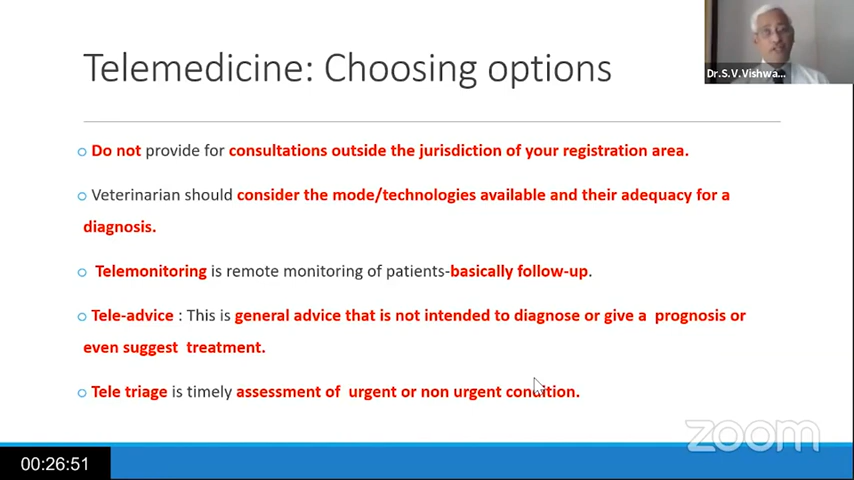 Telemedicine: Choosing options
Dr.S.V.Vishwa...
Do not provide for consultations outside the jurisdiction of your registration area.
Veterinarian should consider the mode/technologies available and their adequacy for a
diagnosis.
Telemonitoring is remote monitoring of patients-basically follow-up.
Tele-advice : This is general advice that is not intended to diagnose or give a prognosis or
even suggest treatment.
Tele triage is timely assessment of urgent or non urgent condition.
zoom
00:26:51